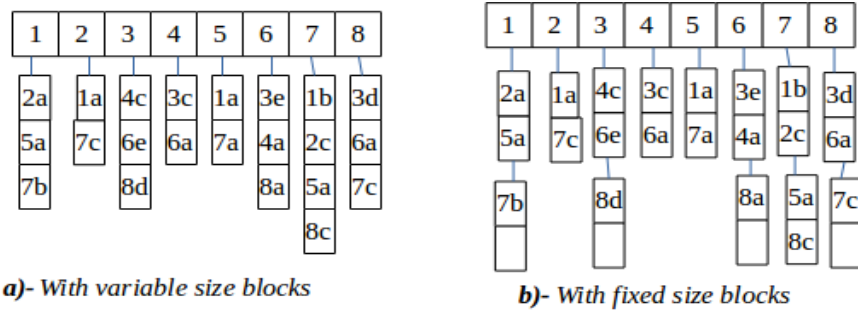 1 2 3 4 5 6 7 8
2a 1a 4c 3c 1a 3e 1b 3d
5a 7c 6e 6a 7a 4a 2c 6a
7b 8d 8a 5a 7c
8c
a)- With variable size blocks
1 2 3 4 5 6 7 8
2a 1a 4c 3c 1a 3e 1b 3d
5a 7c 6e 6a 7a 4a 2c 6a
7b 8d 8a 5a 7c
8c
b)- With fixed size blocks